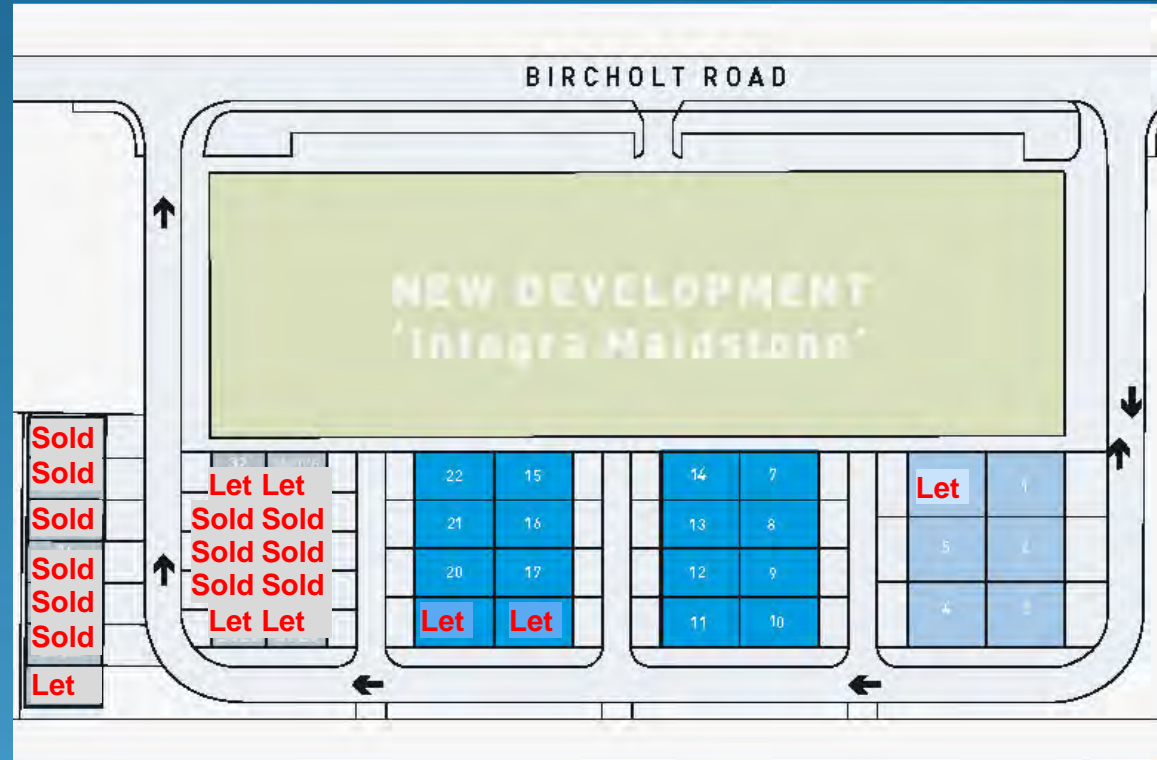 BIRCHOLT ROAD
NEW DEVELOPMENT
'Integra Maidstone'
Sold
Sold
Sold
Sold
Sold
Sold
Let
Let Let
Sold Sold
Sold Sold
Sold Sold
Let Let
22 15
21 16
20 17
Let Let
14 7
13 8
12 9
11 10
Let 1
5 2
4 3